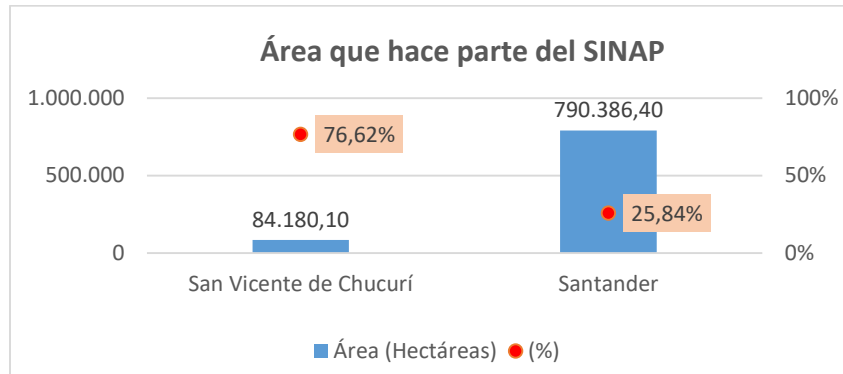 Área que hace parte del SINAP
1.000.000
500.000
0
790.386,40
84.180,10
76,62%
25,84%
100%
50%
0%
San Vicente de Chucurí
Santander
Área (Hectáreas)
(%)